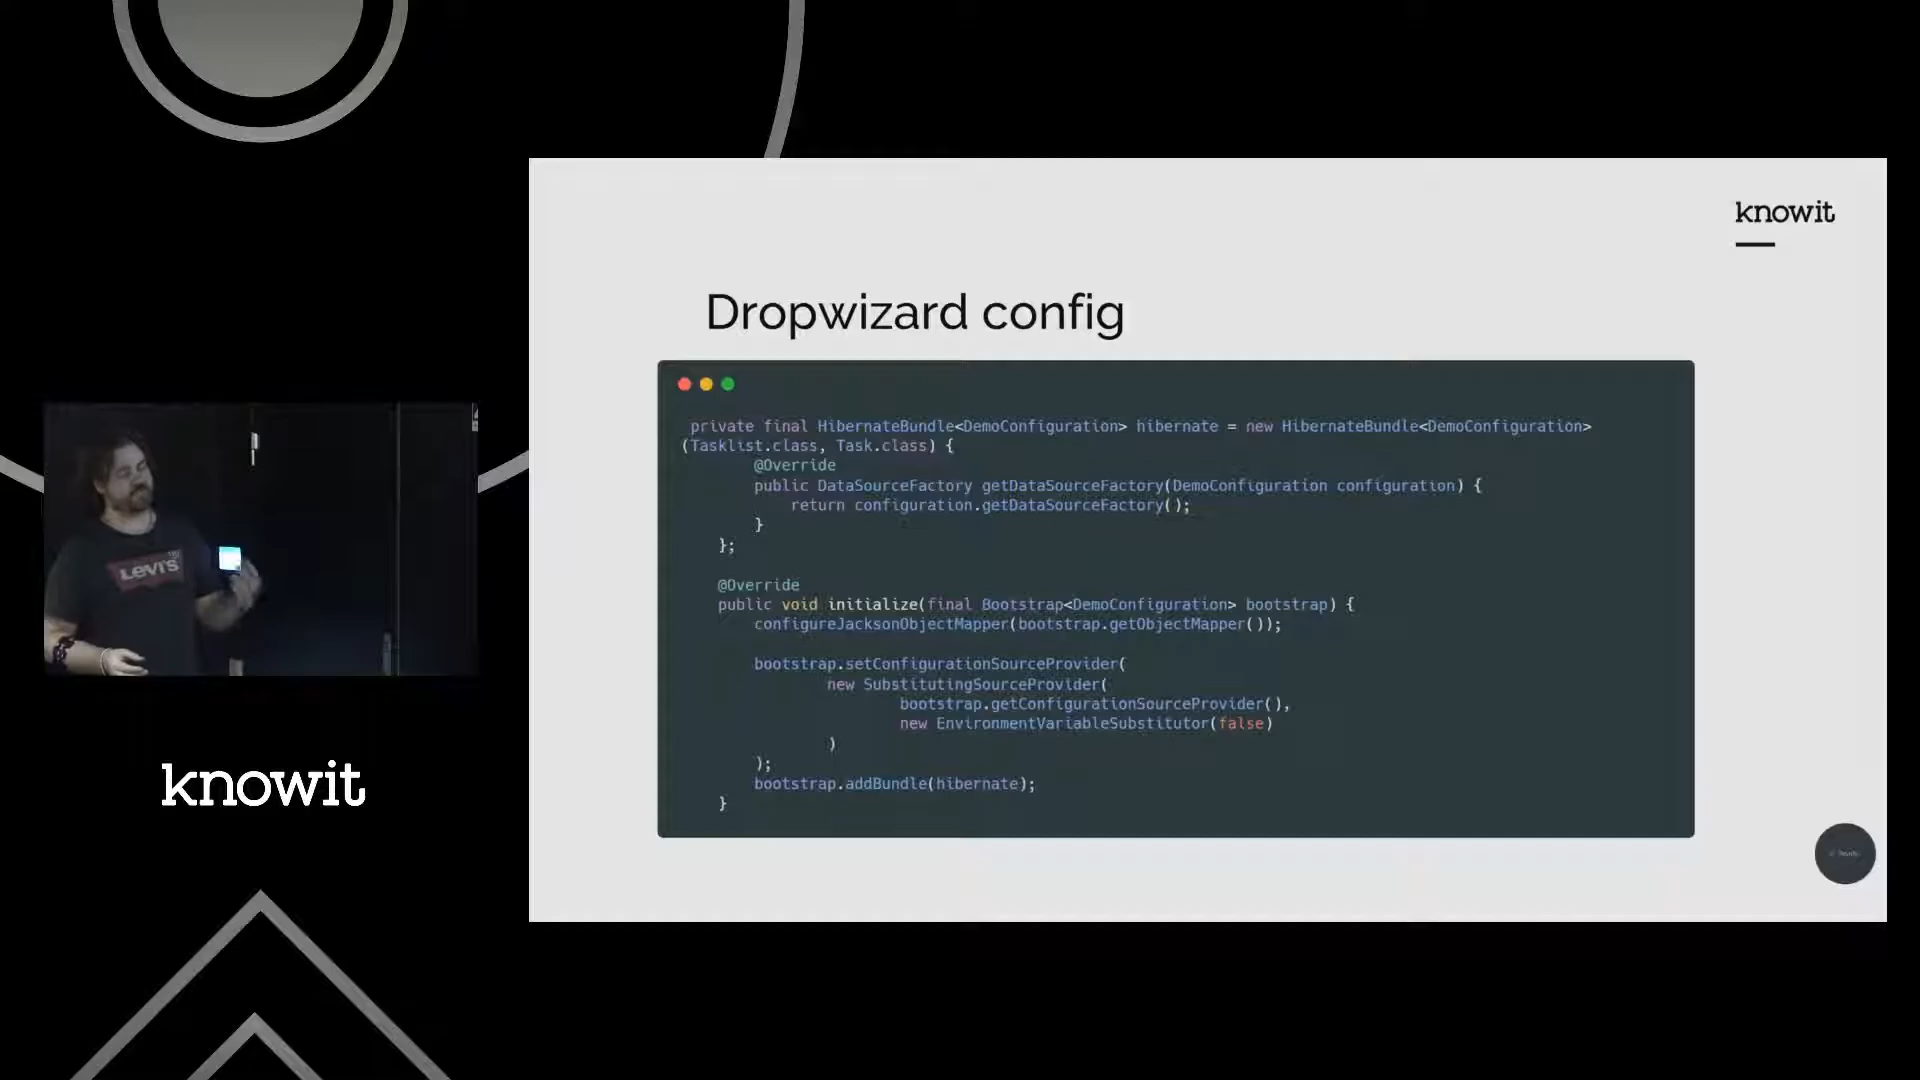 knowit
Dropwizard config
private final HibernateBundle<DemoConfiguration> hibernate = new HibernateBundle<DemoConfiguration>
(Tasklist.class, Task.class) {
@Override
public DataSourceFactory getDataSourceFactory(DemoConfiguration configuration) {
return configuration.getDataSourceFactory();
}
};
@Override
public void initialize(final Bootstrap<DemoConfiguration> bootstrap) {
configureJacksonObjectMapper(bootstrap.getObjectMapper());
bootstrap.setConfigurationSourceProvider(
new SubstitutingSourceProvider(
bootstrap.getConfigurationSourceProvider(),
new EnvironmentVariableSubstitutor(false)
)
);
bootstrap.addBundle(hibernate);
}
Levi's
knowit